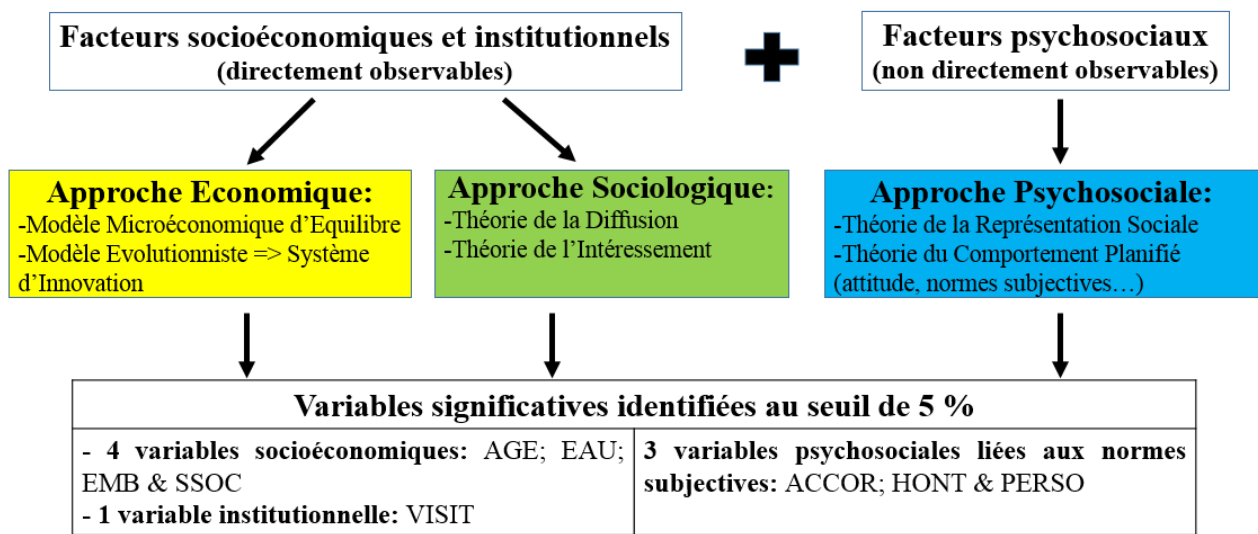 Facteurs socioéconomiques et institutionnels
(directement observables)
Facteurs psychosociaux
(non directement observables)
Approche Economique:
-Modèle Microéconomique d’Equilibre
-Modèle Evolutionniste => Système
d’Innovation
Approche Sociologique:
-Théorie de la Diffusion
-Théorie de l’Intéressement
Approche Psychosociale:
-Théorie de la Représentation Sociale
-Théorie du Comportement Planifié
(attitude, normes subjectives…)
Variables significatives identifiées au seuil de 5 %
- 4 variables socioéconomiques: AGE; EAU;
EMB & SSOC
- 1 variable institutionnelle: VISIT
3 variables psychosociales liées aux normes
subjectives: ACCOR; HONT & PERSO